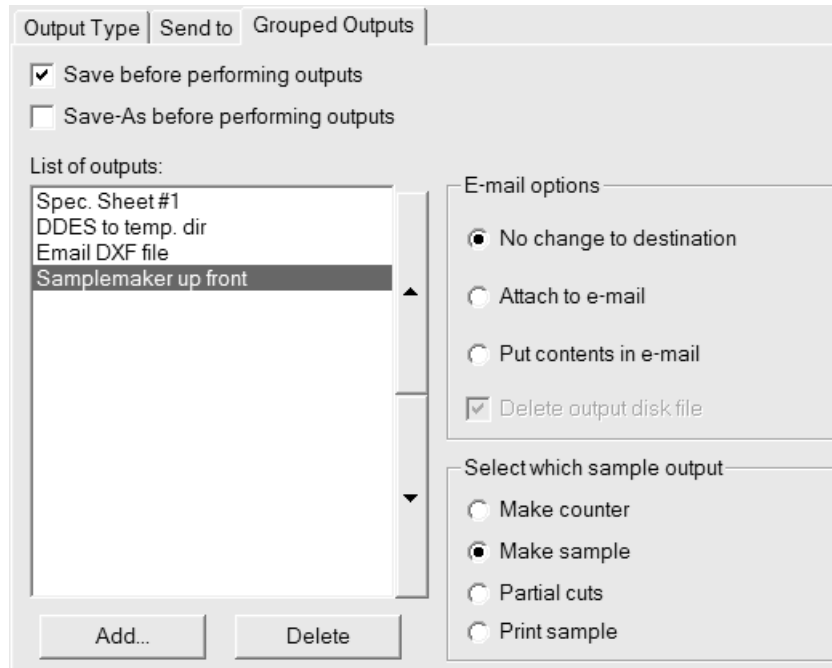 Output Type
Send to
Grouped Outputs
Save before performing outputs
Save-As before performing outputs
List of outputs:
Spec. Sheet #1
DDES to temp. dir
Email DXF file
Samplemaker up front
Add...
Delete
E-mail options
No change to destination
Attach to e-mail
Put contents in e-mail
Delete output disk file
Select which sample output
Make counter
Make sample
Partial cuts
Print sample